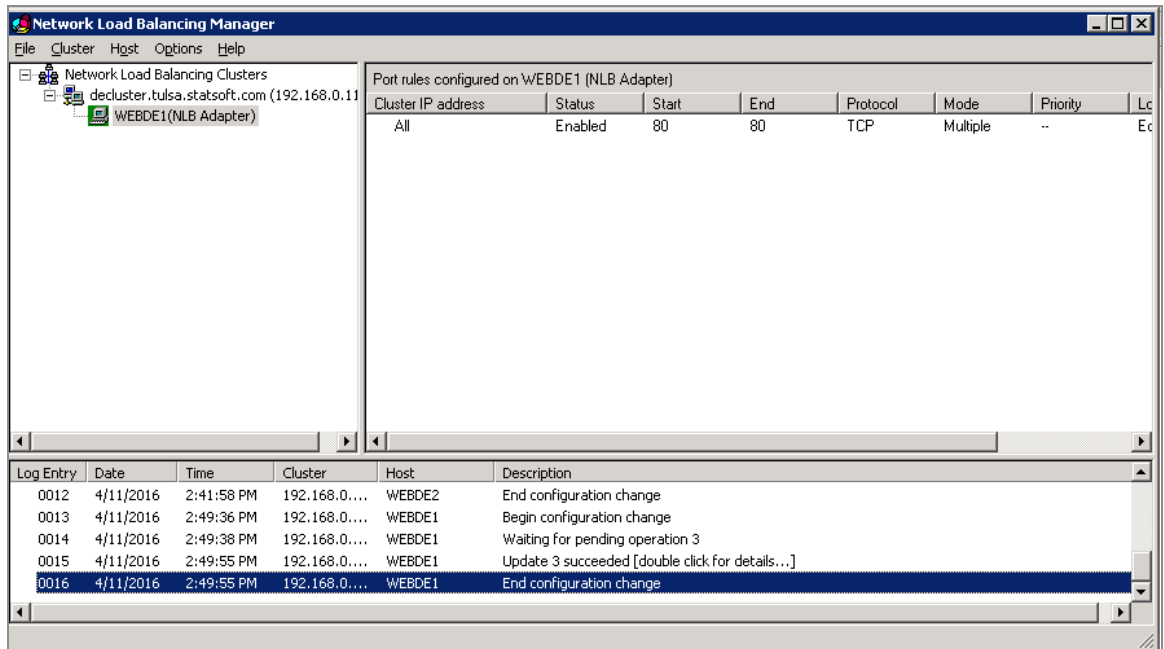 Network Load Balancing Manager
File Cluster Host Options Help
Network Load Balancing Clusters
decluster.tulsa.statsoft.com (192.168.0.11
WEBDE1(NLB Adapter)
Port rules configured on WEBDE1 (NLB Adapter)
Cluster IP address Status Start End Protocol Mode Priority Lo
All Enabled 80 80 TCP Multiple -- Eq
Log Entry Date Time Cluster Host Description
0012 4/11/2016 2:41:58 PM 192.168.0.... WEBDE2 End configuration change
0013 4/11/2016 2:49:36 PM 192.168.0.... WEBDE1 Begin configuration change
0014 4/11/2016 2:49:38 PM 192.168.0.... WEBDE1 Waiting for pending operation 3
0015 4/11/2016 2:49:55 PM 192.168.0.... WEBDE1 Update 3 succeeded [double click for details...]
0016 4/11/2016 2:49:55 PM 192.168.0.... WEBDE1 End configuration change